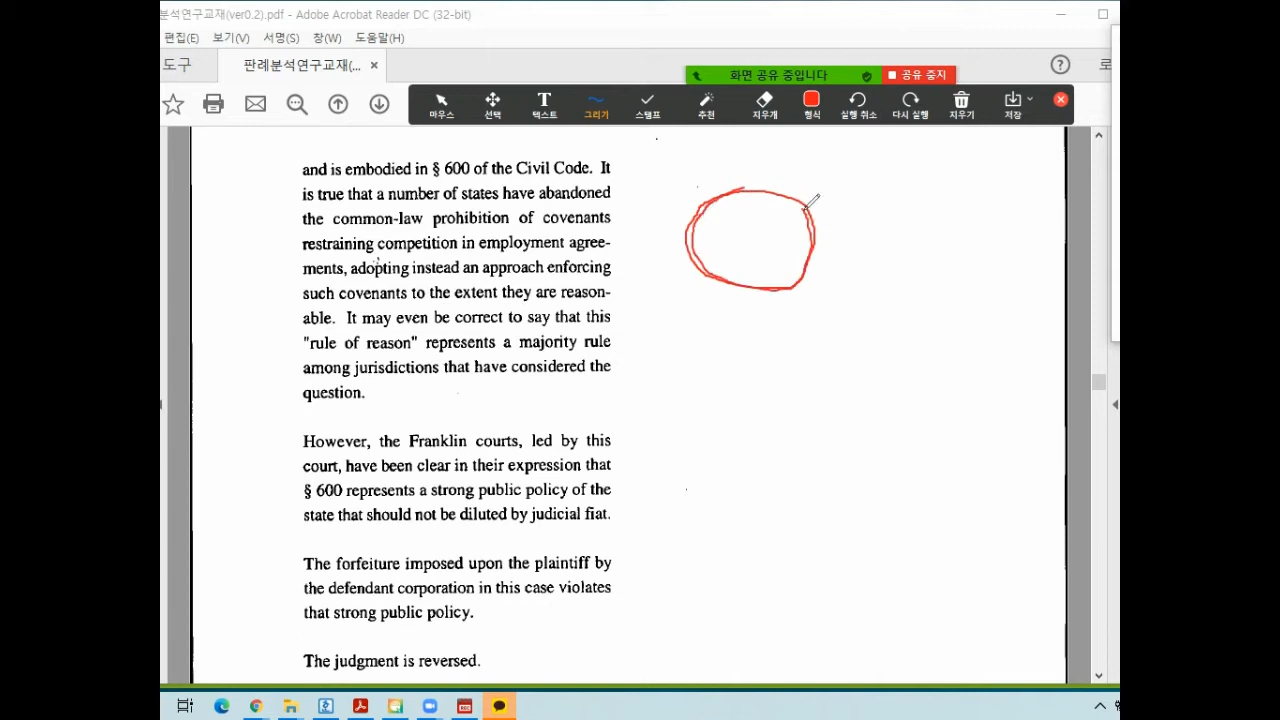 분석연구교재(ver0.2).pdf - Adobe Acrobat Reader DC (32-bit)
편집(E) 보기(V) 서명(S) 창(W) 도움말(H)
도구 판례분석연구교재(... × ? 로
화면 공유 중입니다 공유 중지
마우스 선택 텍스트 그리기 스탬프 추천 지우개 형식 실행 취소 다시 실행 지우기 저장
and is embodied in § 600 of the Civil Code. It
is true that a number of states have abandoned
the common-law prohibition of covenants
restraining competition in employment agree-
ments, adopting instead an approach enforcing
such covenants to the extent they are reason-
able. It may even be correct to say that this
"rule of reason" represents a majority rule
among jurisdictions that have considered the
question.
However, the Franklin courts, led by this
court, have been clear in their expression that
§ 600 represents a strong public policy of the
state that should not be diluted by judicial fiat.
The forfeiture imposed upon the plaintiff by
the defendant corporation in this case violates
that strong public policy.
The judgment is reversed.